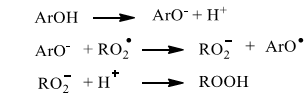 ArOH ⟶ ArO⁻ + H⁺
ArO⁻ + RO₂• ⟶ RO₂⁻ + ArO•
RO₂⁻ + H⁺ ⟶ ROOH